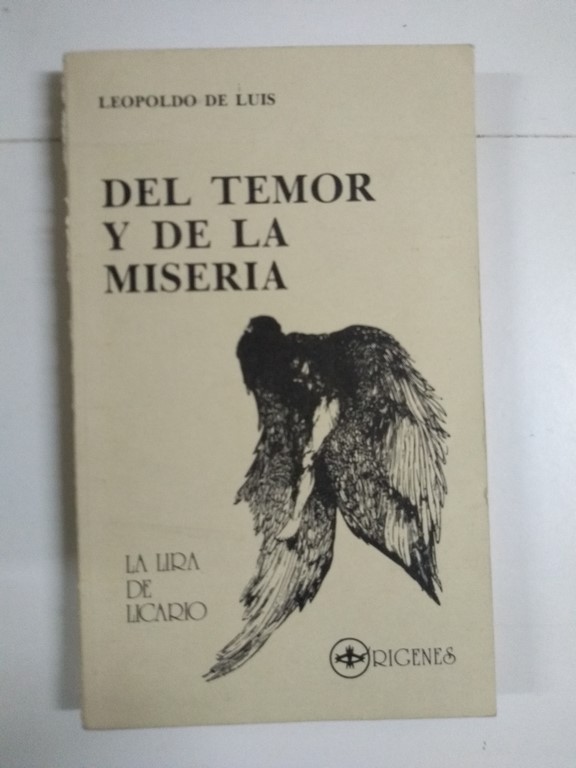 LEOPOLDO DE LUIS
DEL TEMOR
Y DE LA
MISERIA
LA LIRA
DE
LICARIO
ORIGENES